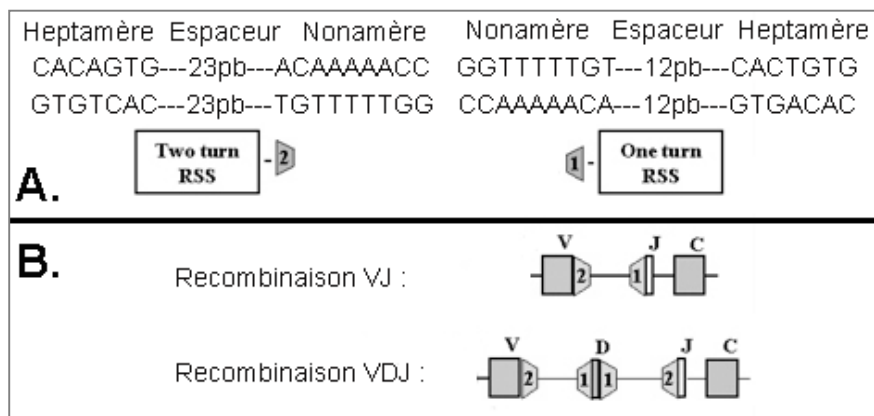 Heptamère Espaceur Nonamère Nonamère Espaceur Heptamère
CACAGTG---23pb---ACAAAAACC GGTTTTTGT---12pb---CACTGTG
GTGTCAC---23pb---TGTTTTTGG CCAAAAACA---12pb---GTGACAC
Two turn RSS - 2 1 - One turn RSS
A.
B.
V J C
Recombinaison VJ : 2 1
V D J C
Recombinaison VDJ : 2 1 1 2